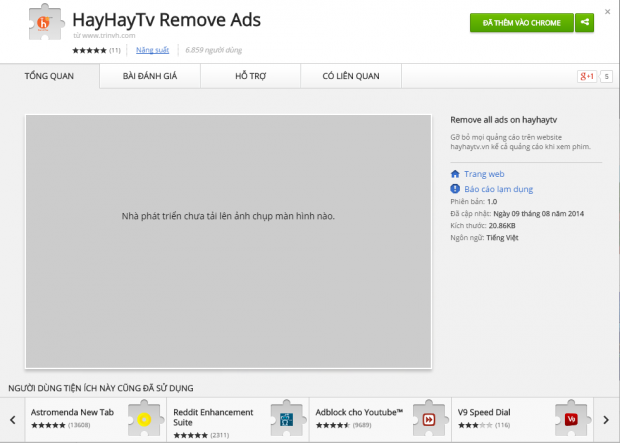 HayHayTv Remove Ads
từ www.trinvh.com
(11) Năng suất 6.859 người dùng
ĐÃ THÊM VÀO CHROME
TỔNG QUAN BÀI ĐÁNH GIÁ HỖ TRỢ CÓ LIÊN QUAN
g+1 5
Nhà phát triển chưa tải lên ảnh chụp màn hình nào.
Remove all ads on hayhaytv
Gỡ bỏ mọi quảng cáo trên website
hayhaytv.vn kể cả quảng cáo khi xem phim.
Trang web
Báo cáo lạm dụng
Phiên bản: 1.0
Đã cập nhật: Ngày 09 tháng 08 năm 2014
Kích thước: 20.86KB
Ngôn ngữ: Tiếng Việt
NGƯỜI DÙNG TIỆN ÍCH NÀY CŨNG ĐÃ SỬ DỤNG
Astromenda New Tab
(13608)
Reddit Enhancement
Suite
(2311)
Adblock cho Youtube™
(9689)
V9 Speed Dial
(116)
V9